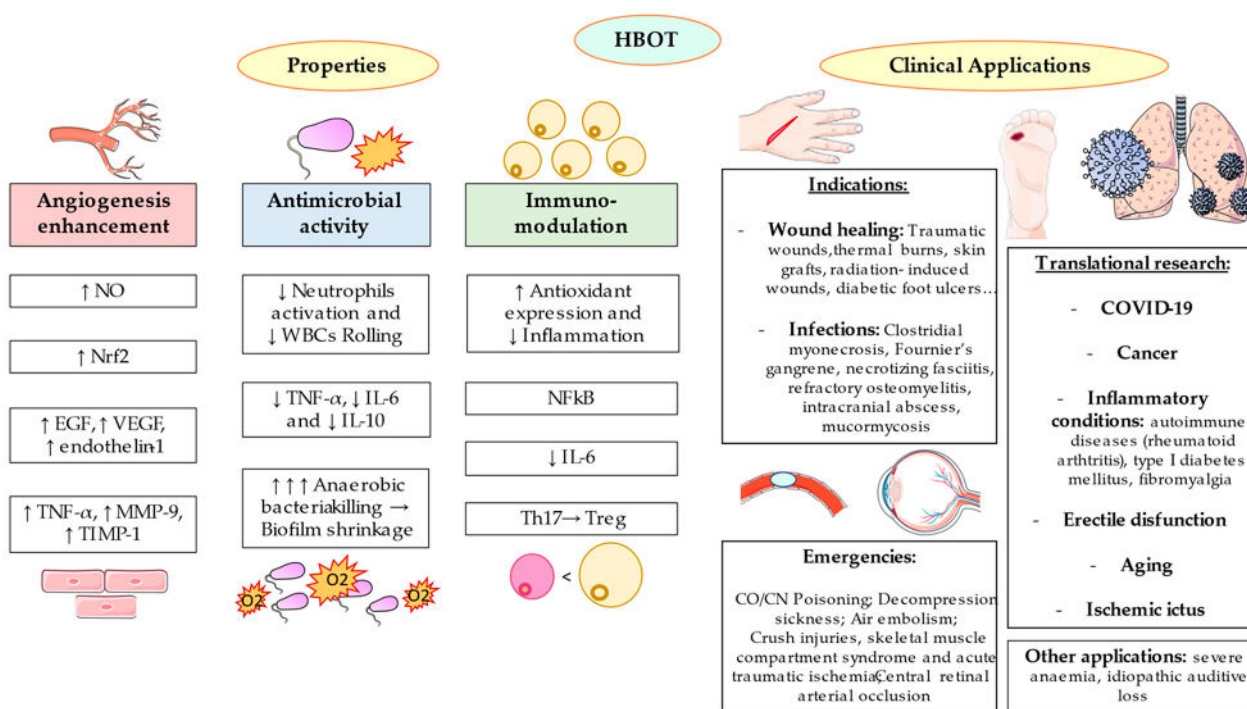 HBOT
Properties
Clinical Applications
Angiogenesis
enhancement
↑ NO
↑ Nrf2
↑ EGF, ↑ VEGF,
↑ endothelin-1
↑ TNF-α, ↑ MMP-9,
↑ TIMP-1
Antimicrobial
activity
↓ Neutrophils
activation and
↓ WBCs Rolling
↓ TNF-α, ↓ IL-6
and ↓ IL-10
↑ ↑ ↑ Anaerobic
bacteriakilling →
Biofilm shrinkage
O2
O2
O2
Immuno-
modulation
↑ Antioxidant
expression and
↓ Inflammation
NFkB
↓ IL-6
Th17→ Treg
<
Indications:
- Wound healing: Traumatic
wounds,thermal burns, skin
grafts, radiation- induced
wounds, diabetic foot ulcers…
- Infections: Clostridial
myonecrosis, Fournier's
gangrene, necrotizing fasciitis,
refractory osteomyelitis,
intracranial abscess,
mucormycosis
Emergencies:
CO/CN Poisoning; Decompression
sickness; Air embolism;
Crush injuries, skeletal muscle
compartment syndrome and acute
traumatic ischemia;Central retinal
arterial occlusion
Translational research:
- COVID-19
- Cancer
- Inflammatory
conditions: autoimmune
diseases (rheumatoid
arthtritis), type I diabetes
mellitus, fibromyalgia
- Erectile disfunction
- Aging
- Ischemic ictus
Other applications: severe
anaemia, idiopathic auditive
loss